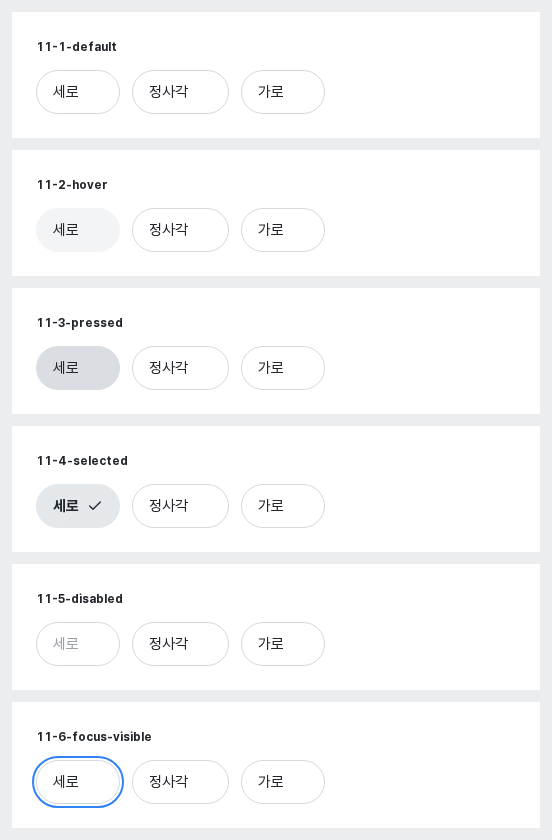 11-1-default
세로 정사각 가로
11-2-hover
세로 정사각 가로
11-3-pressed
세로 정사각 가로
11-4-selected
세로 정사각 가로
11-5-disabled
세로 정사각 가로
11-6-focus-visible
세로 정사각 가로